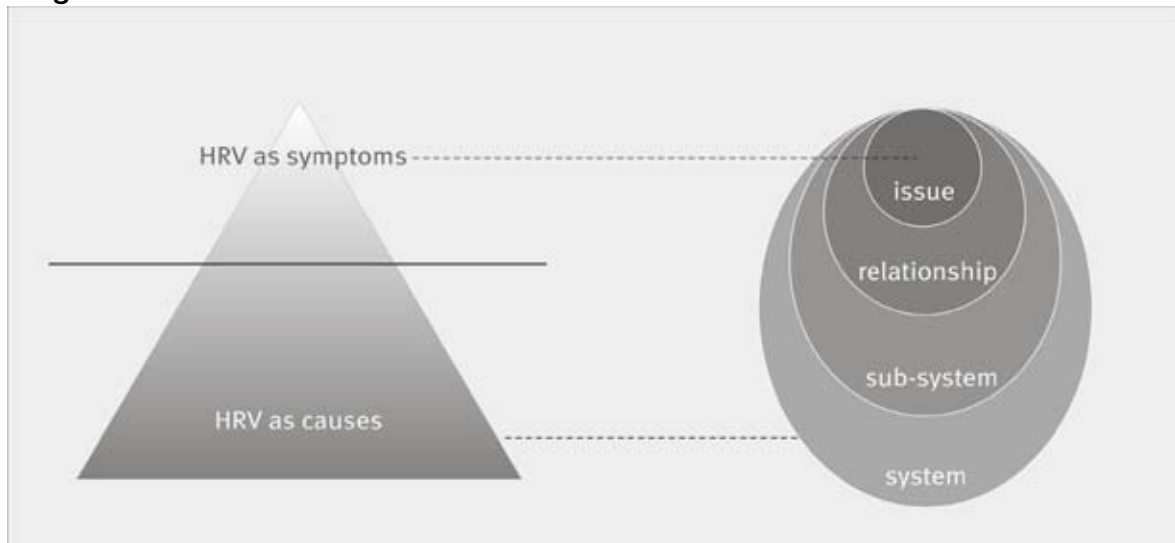 HRV as symptoms
issue
relationship
sub-system
HRV as causes
system